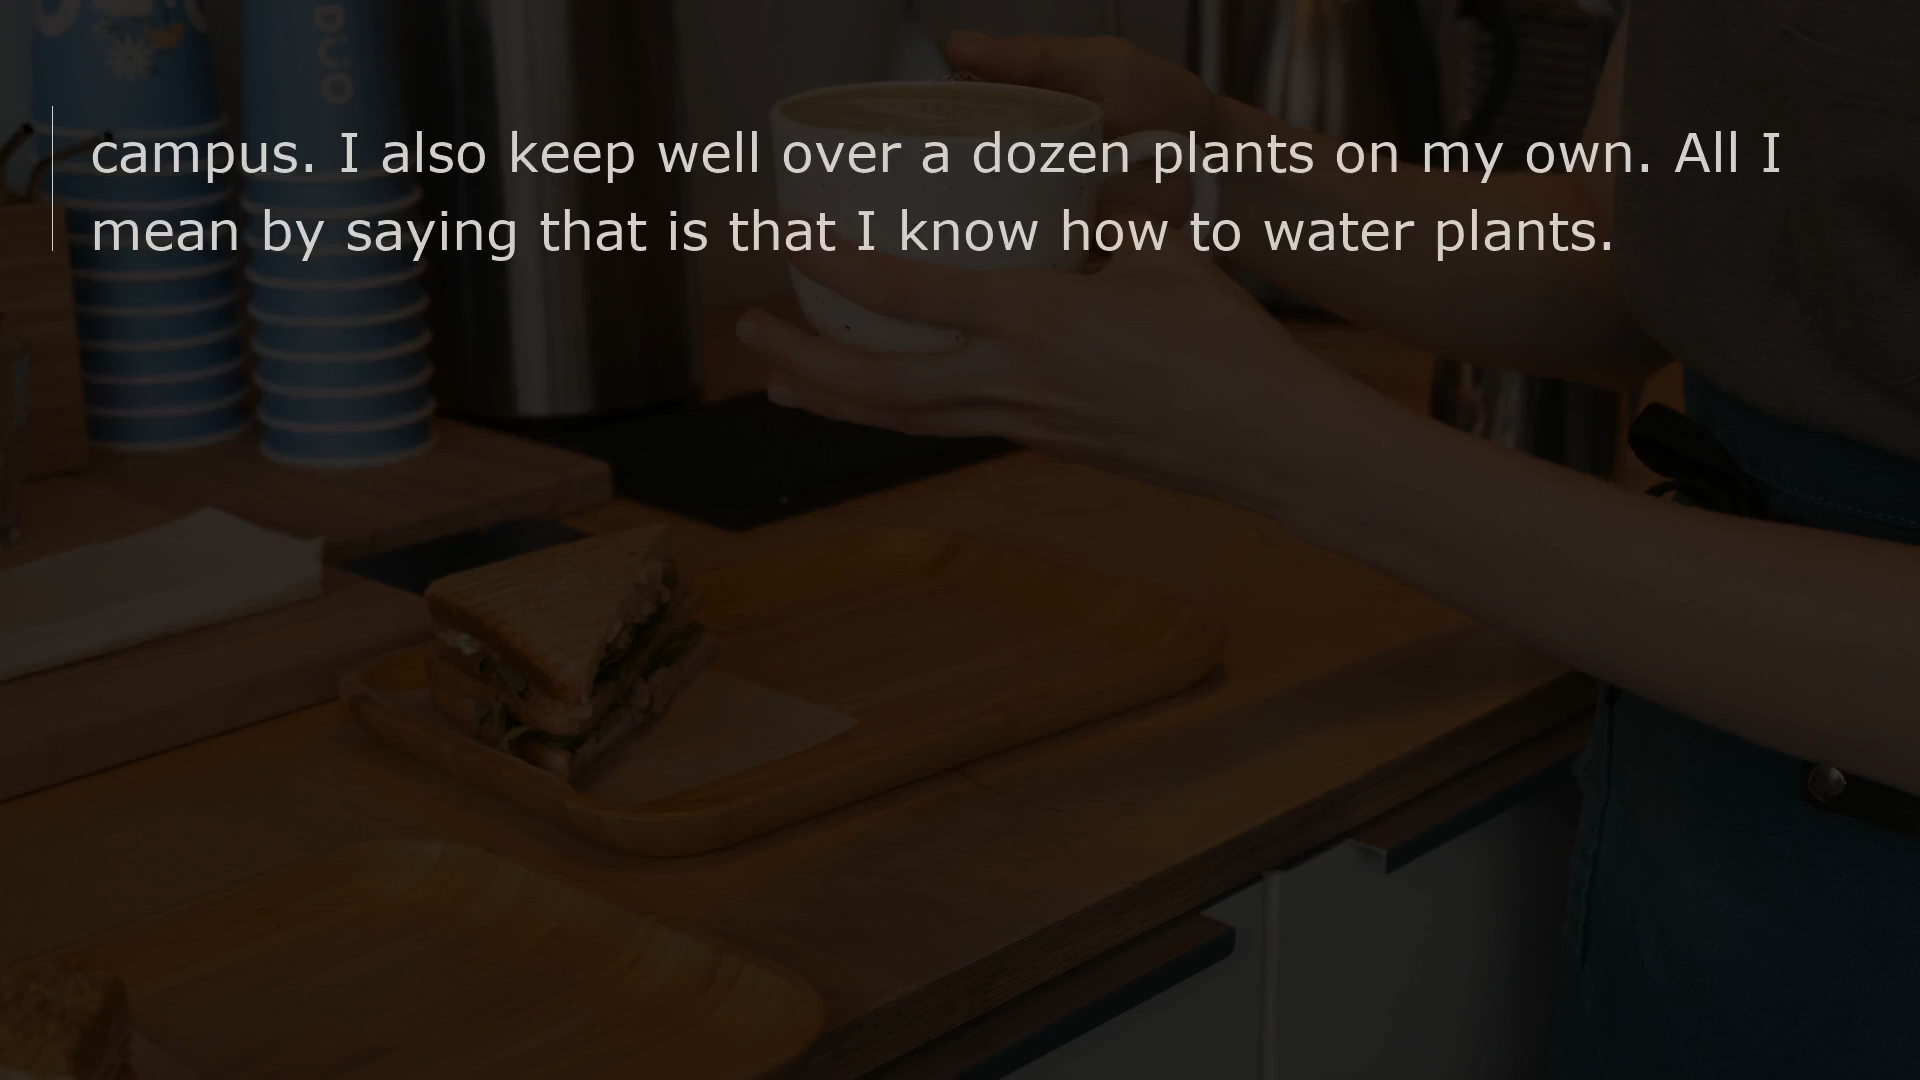 DUO
campus. I also keep well over a dozen plants on my own. All I
mean by saying that is that I know how to water plants.